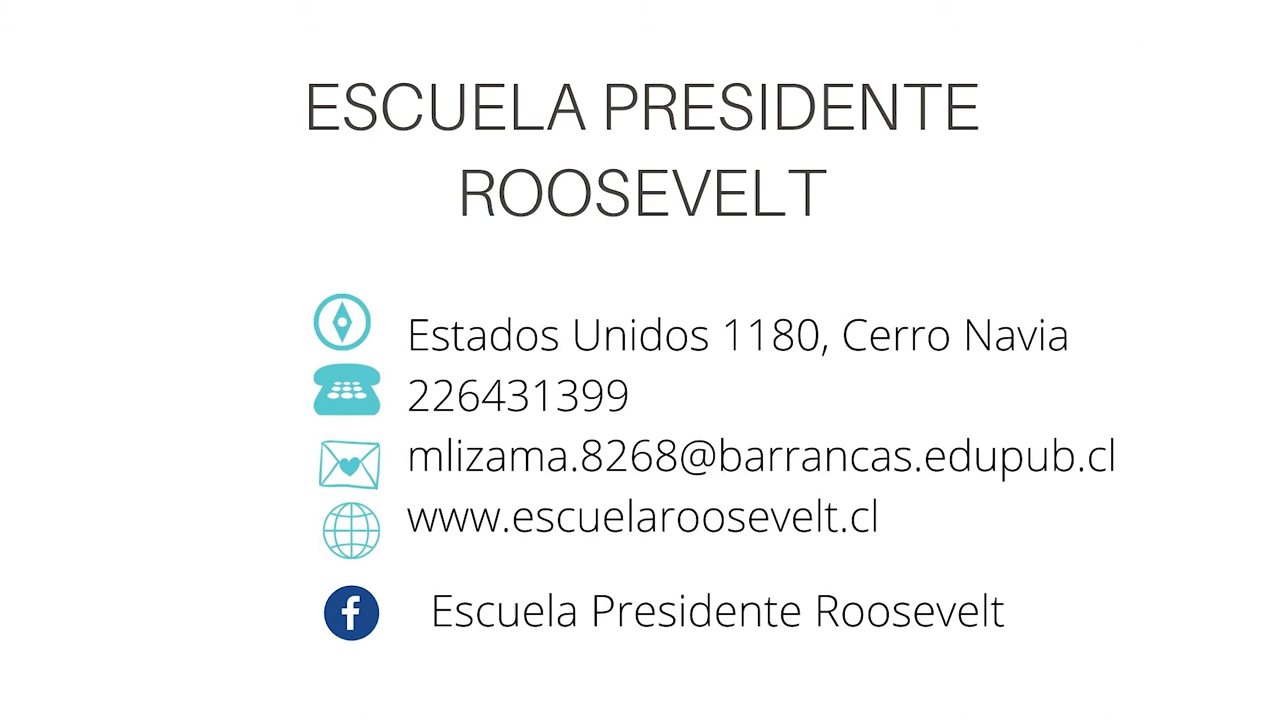 ESCUELA PRESIDENTE
ROOSEVELT
Estados Unidos 1180, Cerro Navia
226431399
mlizama.8268@barrancas.edupub.cl
www.escuelaroosevelt.cl
Escuela Presidente Roosevelt